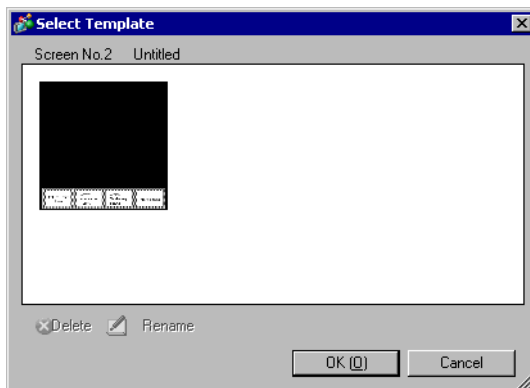 Select Template
Screen No.2 Untitled
Delete Rename
OK (O) Cancel